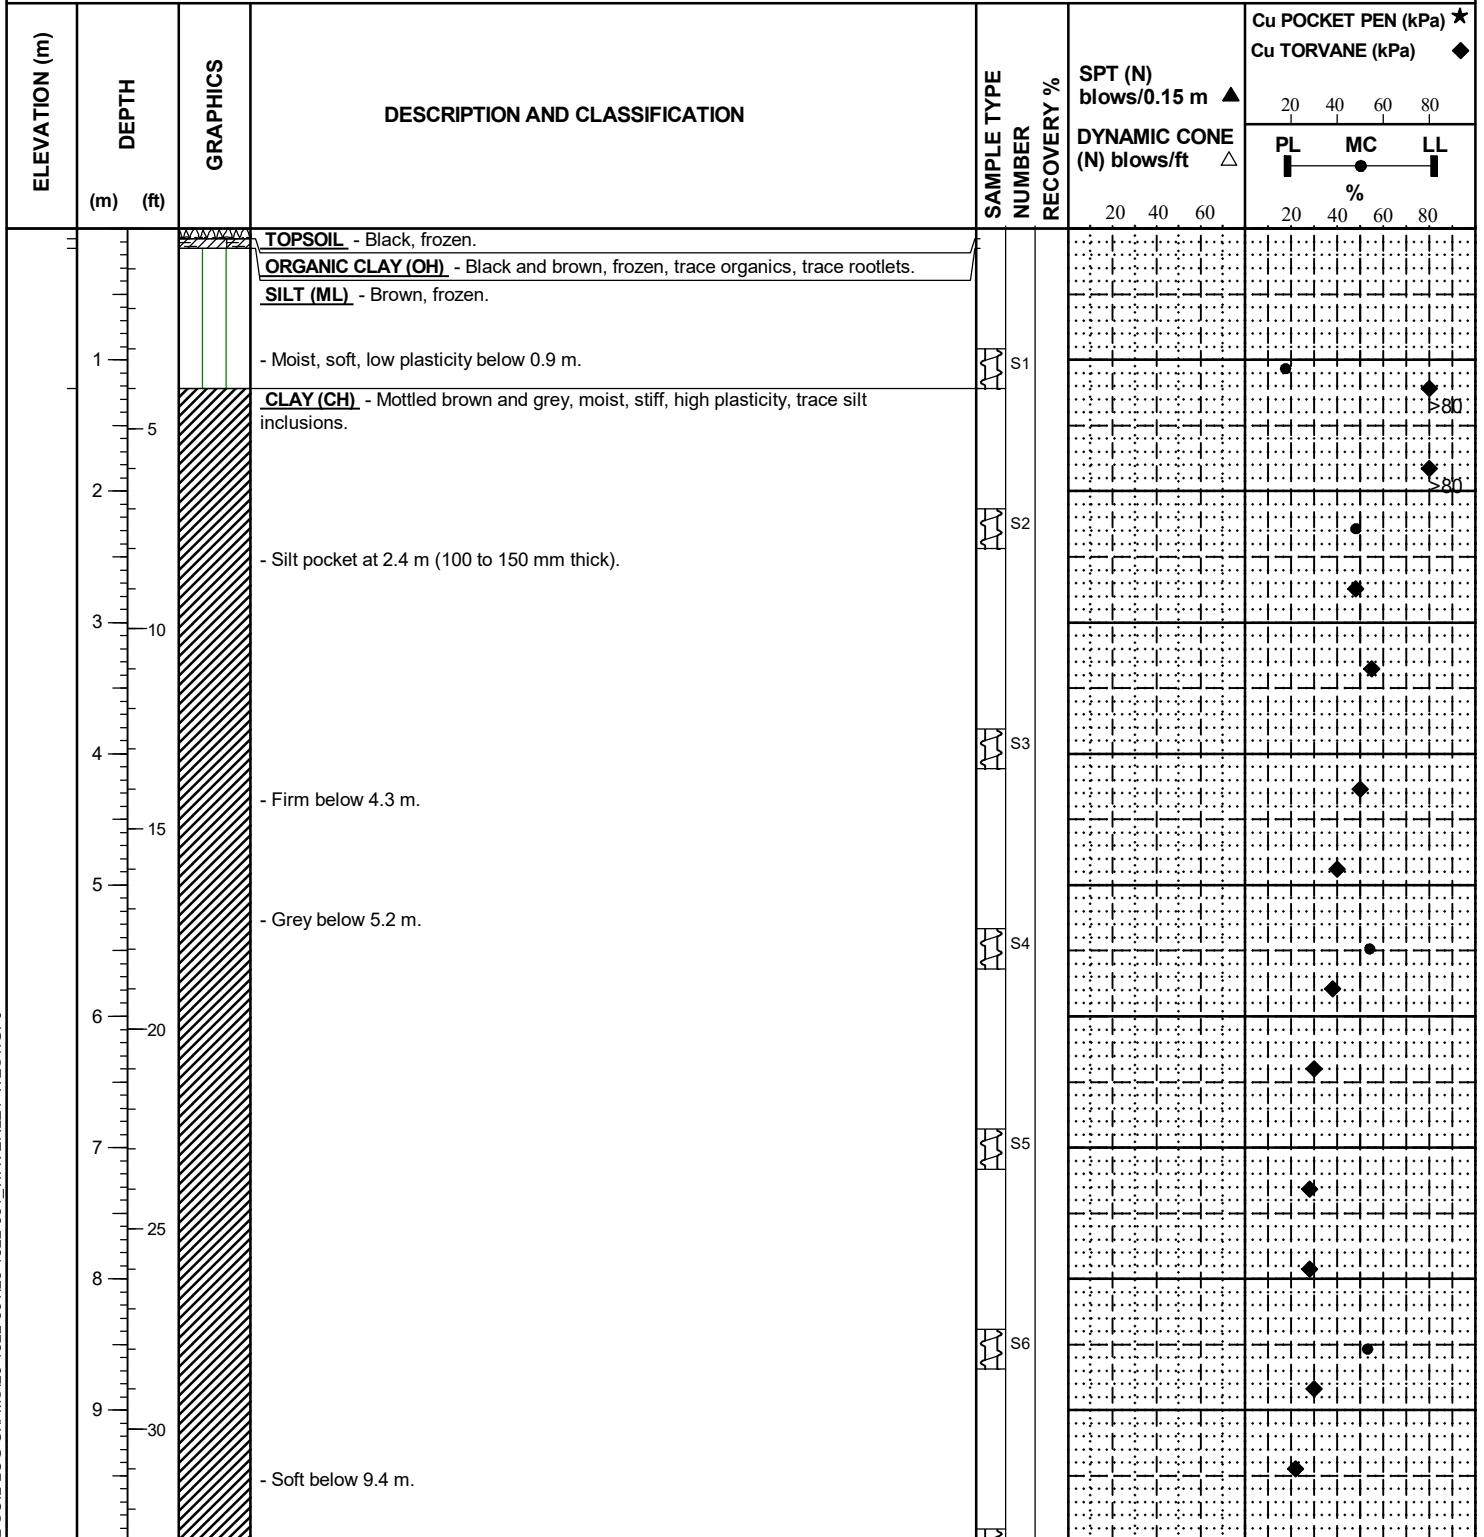 Cu POCKET PEN (kPa) ★
Cu TORVANE (kPa) ◆
20 40 60 80
ELEVATION (m)
DEPTH
(m) (ft)
GRAPHICS
DESCRIPTION AND CLASSIFICATION
SAMPLE TYPE
NUMBER
RECOVERY %
SPT (N)
blows/0.15 m ▲
DYNAMIC CONE
(N) blows/ft △
20 40 60
PL MC LL
%
20 40 60 80
TOPSOIL - Black, frozen.
ORGANIC CLAY (OH) - Black and brown, frozen, trace organics, trace rootlets.
SILT (ML) - Brown, frozen.
1
- Moist, soft, low plasticity below 0.9 m.
S1
CLAY (CH) - Mottled brown and grey, moist, stiff, high plasticity, trace silt
inclusions.
>80
5
2
>80
S2
- Silt pocket at 2.4 m (100 to 150 mm thick).
3
10
S3
4
- Firm below 4.3 m.
15
5
- Grey below 5.2 m.
S4
6
20
S5
7
25
8
S6
9
30
- Soft below 9.4 m.